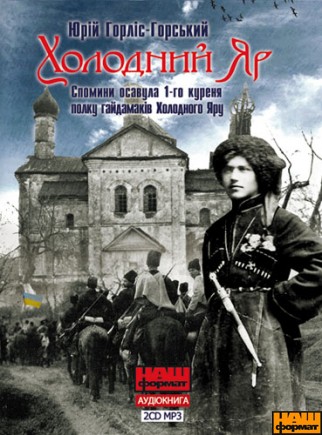 Юрій Горліс-Горський
Холодний Яр
Спомини осавула 1-го куреня
полку гайдамаків Холодного Яру
НАШ
формат
АУДІОКНИГА
2CD MP3
НАШ
формат